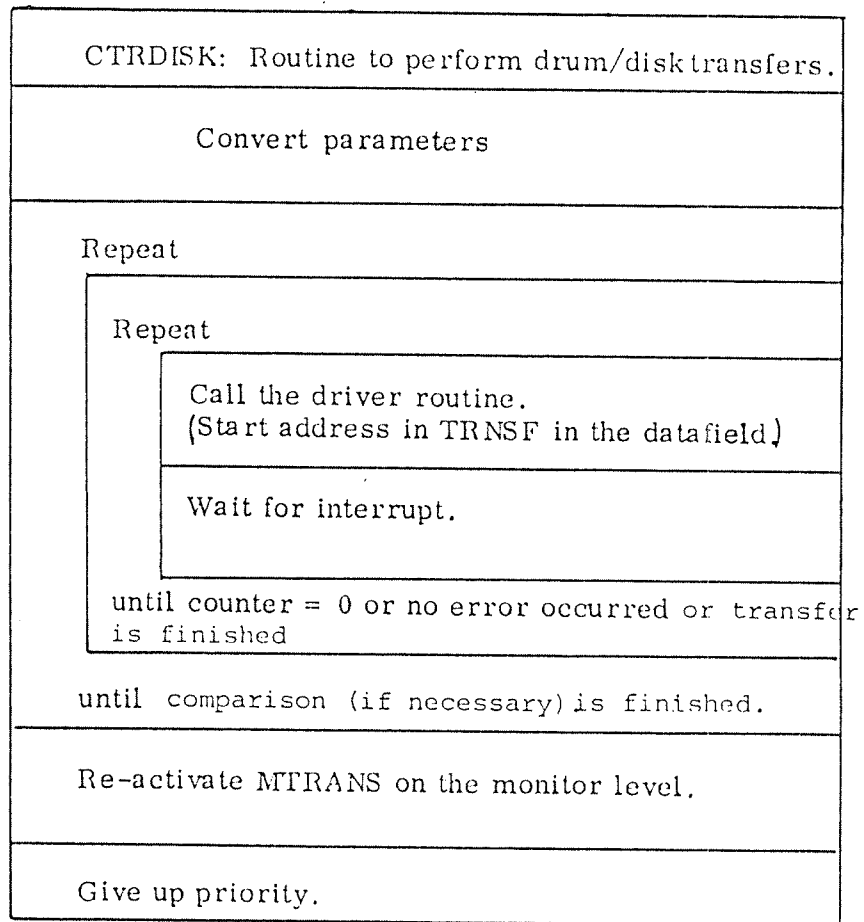 CTRDISK: Routine to perform drum/disk transfers.
Convert parameters
Repeat
Repeat
Call the driver routine.
(Start address in TRNSF in the datafield)
Wait for interrupt.
until counter = 0 or no error occurred or transfer
is finished
until comparison (if necessary) is finished.
Re-activate MTRANS on the monitor level.
Give up priority.